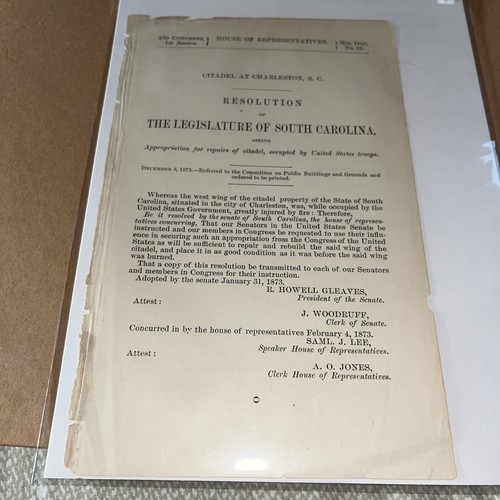 43D CONGRESS, HOUSE OF REPRESENTATIVES. MIS. DOC.
1st Session. No. 16.
CITADEL AT CHARLESTON, S. C.
RESOLUTION
OF
THE LEGISLATURE OF SOUTH CAROLINA,
ASKING
Appropriation for repairs of citadel, occupied by United States troops.
DECEMBER 8, 1873.—Referred to the Committee on Public Buildings and Grounds and
ordered to be printed.
Whereas the west wing of the citadel property of the State of South
Carolina, situated in the city of Charleston, was, while occupied by the
United States Government, greatly injured by fire: Therefore,
Be it resolved by the senate of South Carolina, the house of represen-
tatives concurring, That our Senators in the United States Senate be
instructed and our members in Congress be requested to use their influ-
ence in securing such an appropriation from the Congress of the United
States as will be sufficient to repair and rebuild the said wing of the
citadel, and place it in as good condition as it was before the said wing
was burned.
That a copy of this resolution be transmitted to each of our Senators
and members in Congress for their instruction.
Adopted by the senate January 31, 1873.
R. HOWELL GLEAVES,
President of the Senate.
Attest:
J. WOODRUFF,
Clerk of Senate.
Concurred in by the house of representatives February 4, 1873.
SAML. J. LEE,
Speaker House of Representatives.
Attest:
A. O. JONES,
Clerk House of Representatives.